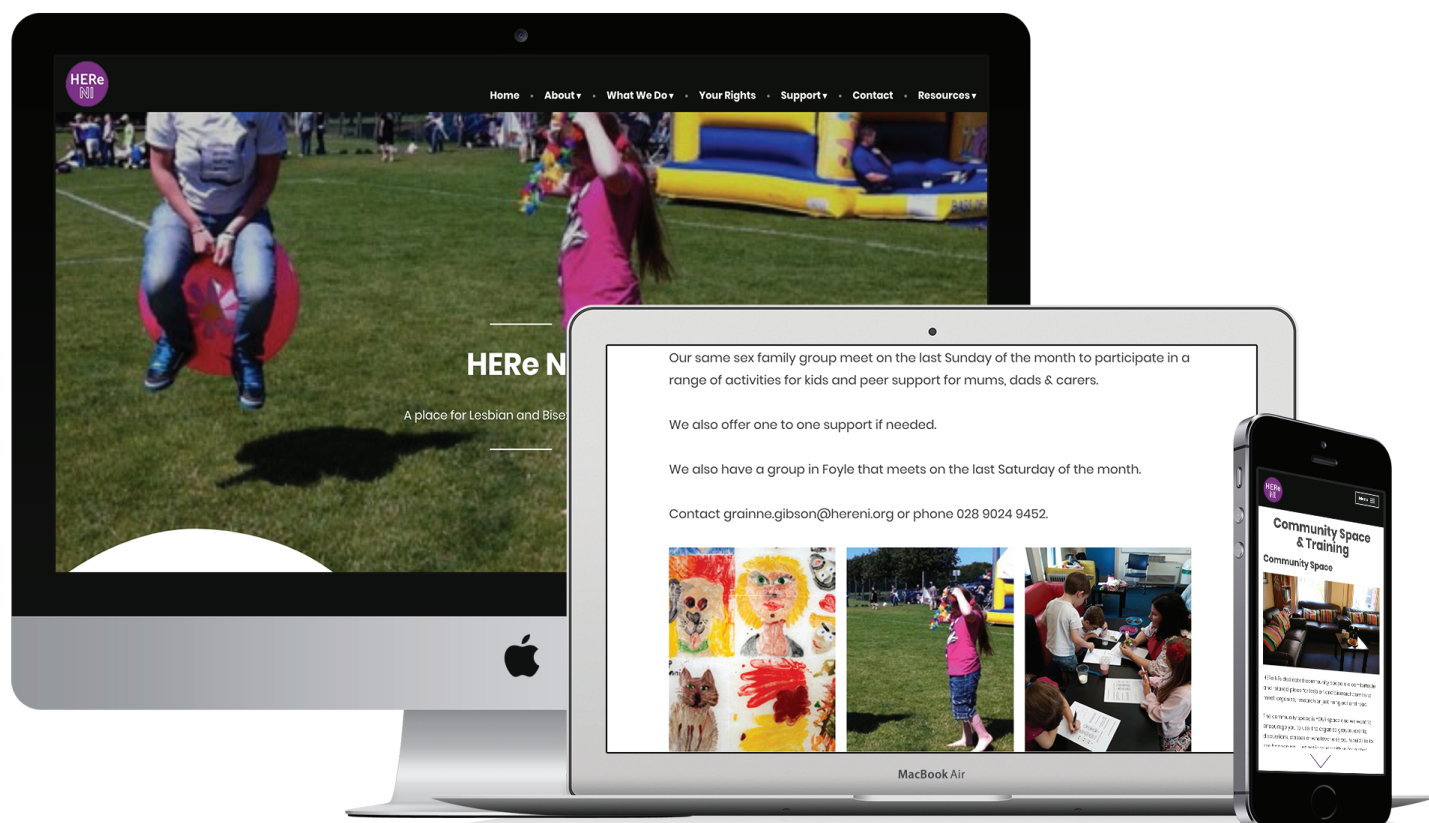 HERe
NI
Home • About ▾ • What We Do ▾ • Your Rights • Support ▾ • Contact • Resources ▾
HERe N
A place for Lesbian and Bise
Our same sex family group meet on the last Sunday of the month to participate in a
range of activities for kids and peer support for mums, dads & carers.
We also offer one to one support if needed.
We also have a group in Foyle that meets on the last Saturday of the month.
Contact grainne.gibson@hereni.org or phone 028 9024 9452.
MacBook Air
HERe
NI
Menu
Community Space
& Training
Community Space